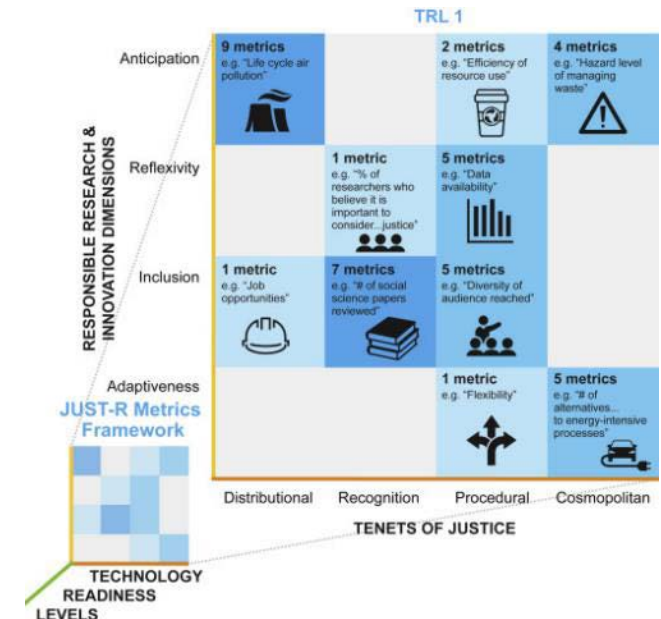 TRL 1
Anticipation
9 metrics
e.g. “Life cycle air
pollution”
2 metrics
e.g. “Efficiency of
resource use”
4 metrics
e.g. “Hazard level
of managing
waste”
RESPONSIBLE RESEARCH &
INNOVATION DIMENSIONS
Reflexivity
1 metric
e.g. “% of
researchers who
believe it is
important to
consider...justice”
5 metrics
e.g. “Data
availability”
Inclusion
1 metric
e.g. “Job
opportunities”
7 metrics
e.g. “# of social
science papers
reviewed”
5 metrics
e.g. “Diversity of
audience reached”
Adaptiveness
1 metric
e.g. “Flexibility”
5 metrics
e.g. “# of
alternatives...
to energy-intensive
processes”
JUST-R Metrics
Framework
Distributional
Recognition
Procedural
Cosmopolitan
TENETS OF JUSTICE
TECHNOLOGY
READINESS
LEVELS